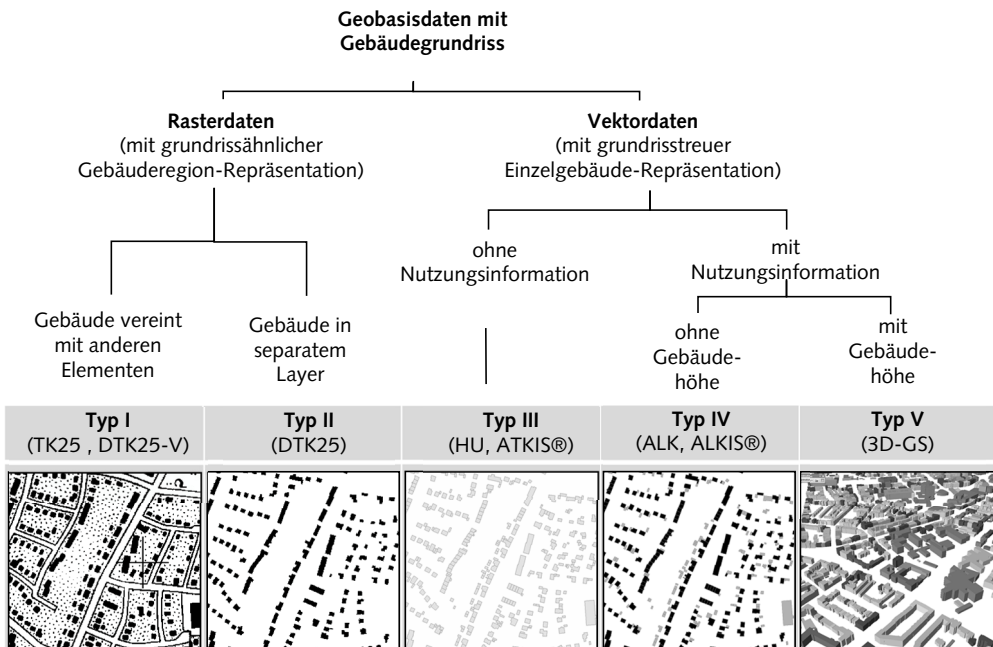 Geobasisdaten mit
Gebäudegrundriss
Rasterdaten
(mit grundrissähnlicher
Gebäuderegion-Repräsentation)
Vektordaten
(mit grundrisstreuer
Einzelgebäude-Repräsentation)
ohne
Nutzungsinformation
mit
Nutzungsinformation
Gebäude vereint
mit anderen
Elementen
Gebäude in
separatem
Layer
ohne
Gebäude-
höhe
mit
Gebäude-
höhe
Typ I
(TK25 , DTK25-V)
Typ II
(DTK25)
Typ III
(HU, ATKIS®)
Typ IV
(ALK, ALKIS®)
Typ V
(3D-GS)